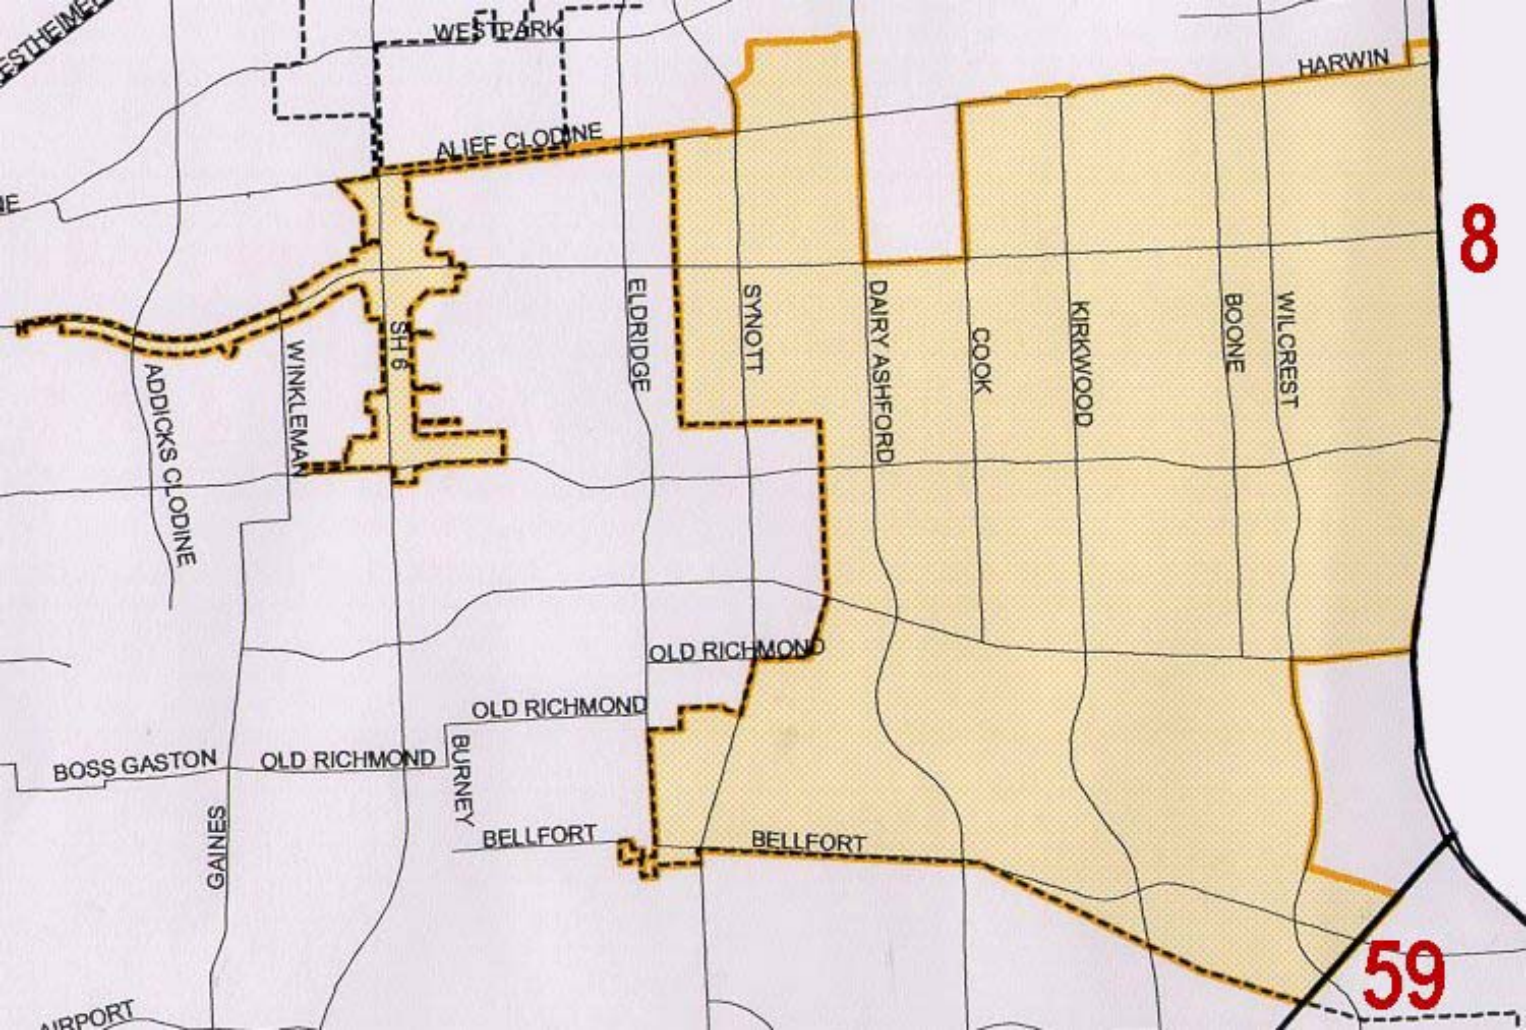 ESTHEIMER
WESTPARK
HARWIN
ALIEF CLODINE
NE
8
ELDRIDGE
SYNOTT
DAIRY ASHFORD
COOK
KIRKWOOD
BOONE
WILCREST
SH 6
WINKLEMAN
ADDICKS CLODINE
OLD RICHMOND
OLD RICHMOND
BOSS GASTON
OLD RICHMOND
BURNEY
GAINES
BELLFORT
BELLFORT
59
AIRPORT